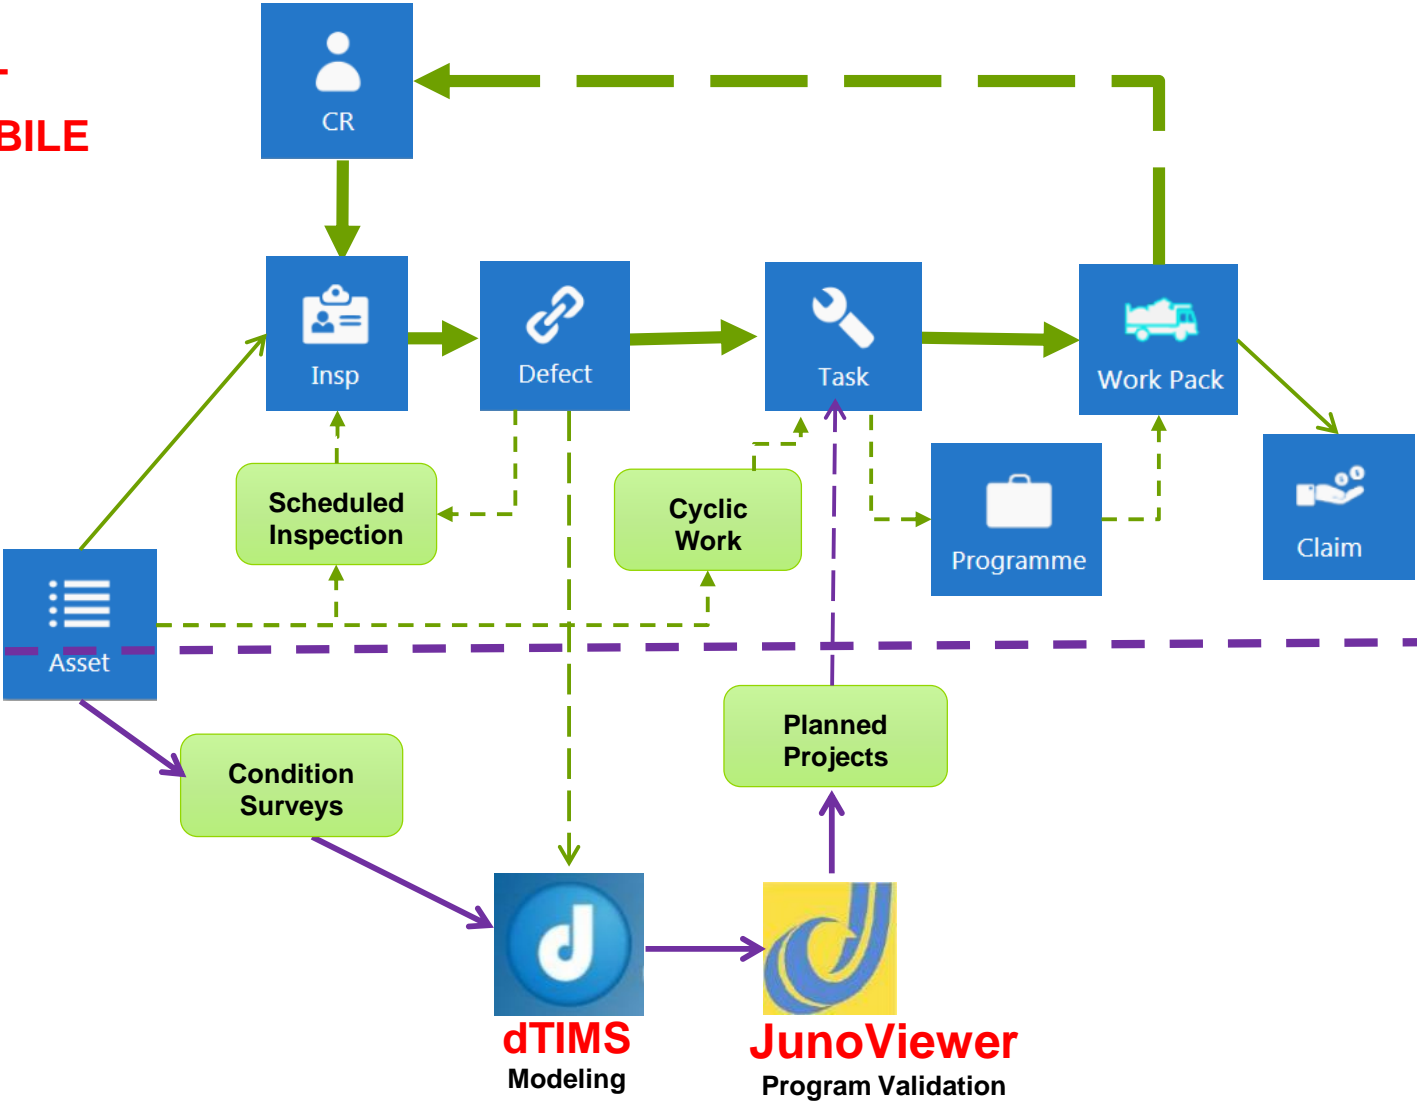 CR
BILE
Insp
Defect
Task
Work Pack
Scheduled
Inspection
Cyclic
Work
Programme
Claim
Asset
Planned
Projects
Condition
Surveys
dTIMS
Modeling
JunoViewer
Program Validation